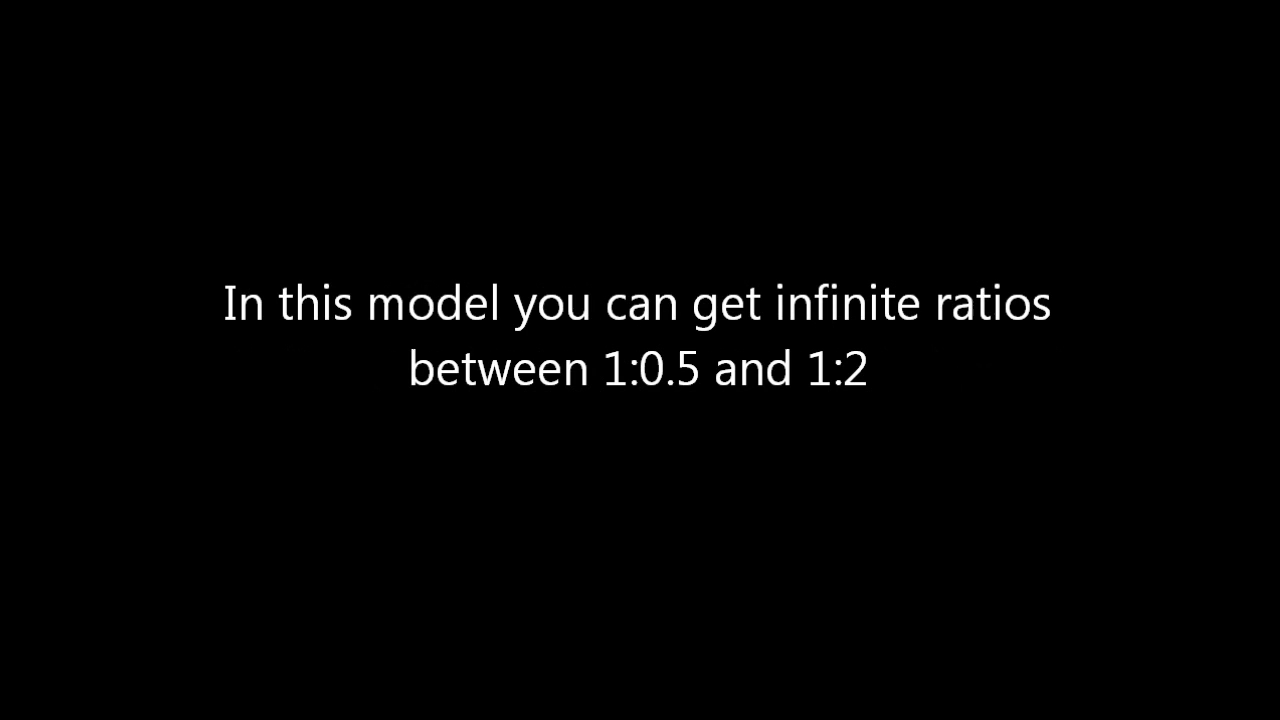 In this model you can get infinite ratios
between 1:0.5 and 1:2